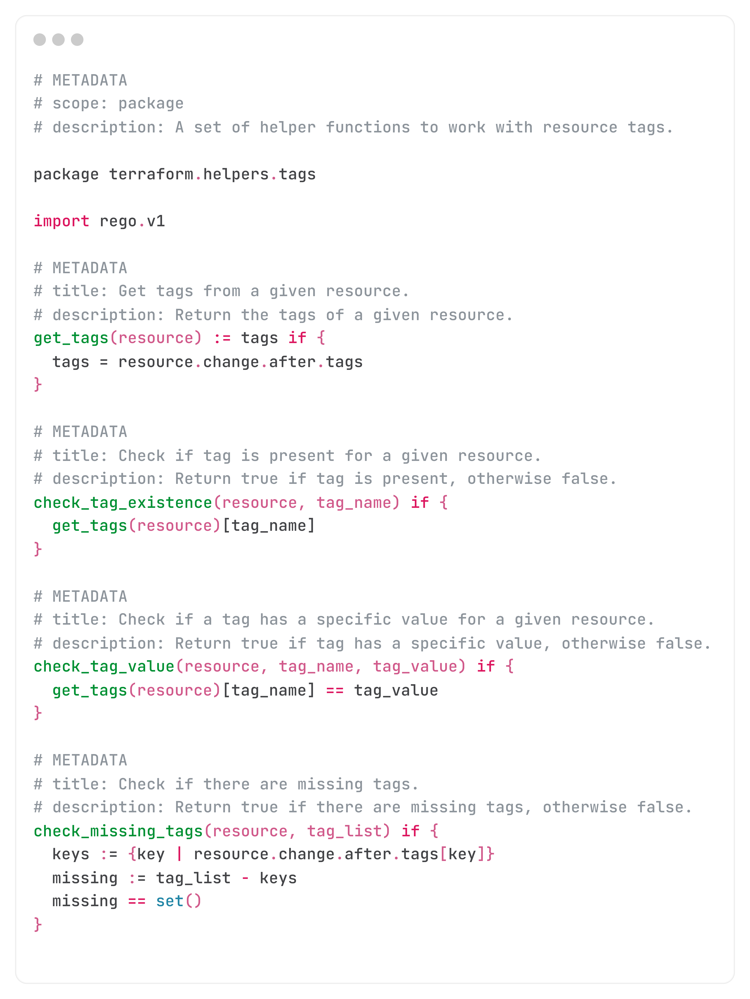 # METADATA
# scope: package
# description: A set of helper functions to work with resource tags.

package terraform.helpers.tags

import rego.v1

# METADATA
# title: Get tags from a given resource.
# description: Return the tags of a given resource.
get_tags(resource) := tags if {
  tags = resource.change.after.tags
}

# METADATA
# title: Check if tag is present for a given resource.
# description: Return true if tag is present, otherwise false.
check_tag_existence(resource, tag_name) if {
  get_tags(resource)[tag_name]
}

# METADATA
# title: Check if a tag has a specific value for a given resource.
# description: Return true if tag has a specific value, otherwise false.
check_tag_value(resource, tag_name, tag_value) if {
  get_tags(resource)[tag_name] == tag_value
}

# METADATA
# title: Check if there are missing tags.
# description: Return true if there are missing tags, otherwise false.
check_missing_tags(resource, tag_list) if {
  keys := {key | resource.change.after.tags[key]}
  missing := tag_list - keys
  missing == set()
}